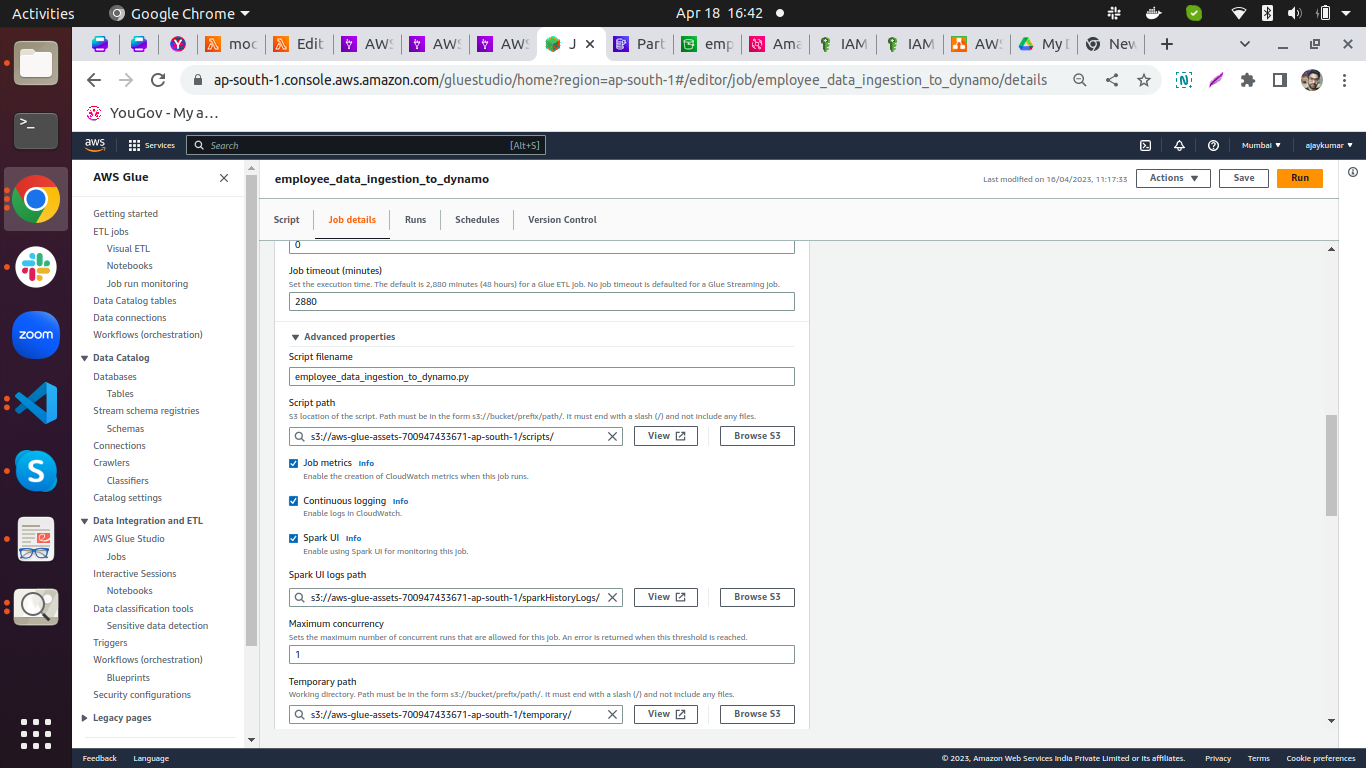 Activities
Google Chrome
Apr 18 16:42
moc
Edit
AWS
AWS
AWS
J
Part
emp
Ama
IAM
IAM
AWS
My D
New
ap-south-1.console.aws.amazon.com/gluestudio/home?region=ap-south-1#/editor/job/employee_data_ingestion_to_dynamo/details
YouGov - My a…
aws
Services
Search
[Alt+S]
Mumbai
ajaykumar
AWS Glue
Getting started
ETL jobs
Visual ETL
Notebooks
Job run monitoring
Data Catalog tables
Data connections
Workflows (orchestration)
Data Catalog
Databases
Tables
Stream schema registries
Schemas
Connections
Crawlers
Classifiers
Catalog settings
Data Integration and ETL
AWS Glue Studio
Jobs
Interactive Sessions
Notebooks
Data classification tools
Sensitive data detection
Triggers
Workflows (orchestration)
Blueprints
Security configurations
Legacy pages
employee_data_ingestion_to_dynamo
Last modified on 16/04/2023, 11:17:33
Actions
Save
Run
Script
Job details
Runs
Schedules
Version Control
0
Job timeout (minutes)
Set the execution time. The default is 2,880 minutes (48 hours) for a Glue ETL job. No job timeout is defaulted for a Glue Streaming job.
2880
Advanced properties
Script filename
employee_data_ingestion_to_dynamo.py
Script path
S3 location of the script. Path must be in the form s3://bucket/prefix/path/. It must end with a slash (/) and not include any files.
s3://aws-glue-assets-700947433671-ap-south-1/scripts/
View
Browse S3
Job metrics Info
Enable the creation of CloudWatch metrics when this job runs.
Continuous logging Info
Enable logs in CloudWatch.
Spark UI Info
Enable using Spark UI for monitoring this job.
Spark UI logs path
s3://aws-glue-assets-700947433671-ap-south-1/sparkHistoryLogs/
View
Browse S3
Maximum concurrency
Sets the maximum number of concurrent runs that are allowed for this job. An error is returned when this threshold is reached.
1
Temporary path
Working directory. Path must be in the form s3://bucket/prefix/path/. It must end with a slash (/) and not include any files.
s3://aws-glue-assets-700947433671-ap-south-1/temporary/
View
Browse S3
zoom
Feedback
Language
© 2023, Amazon Web Services India Private Limited or its affiliates.
Privacy
Terms
Cookie preferences